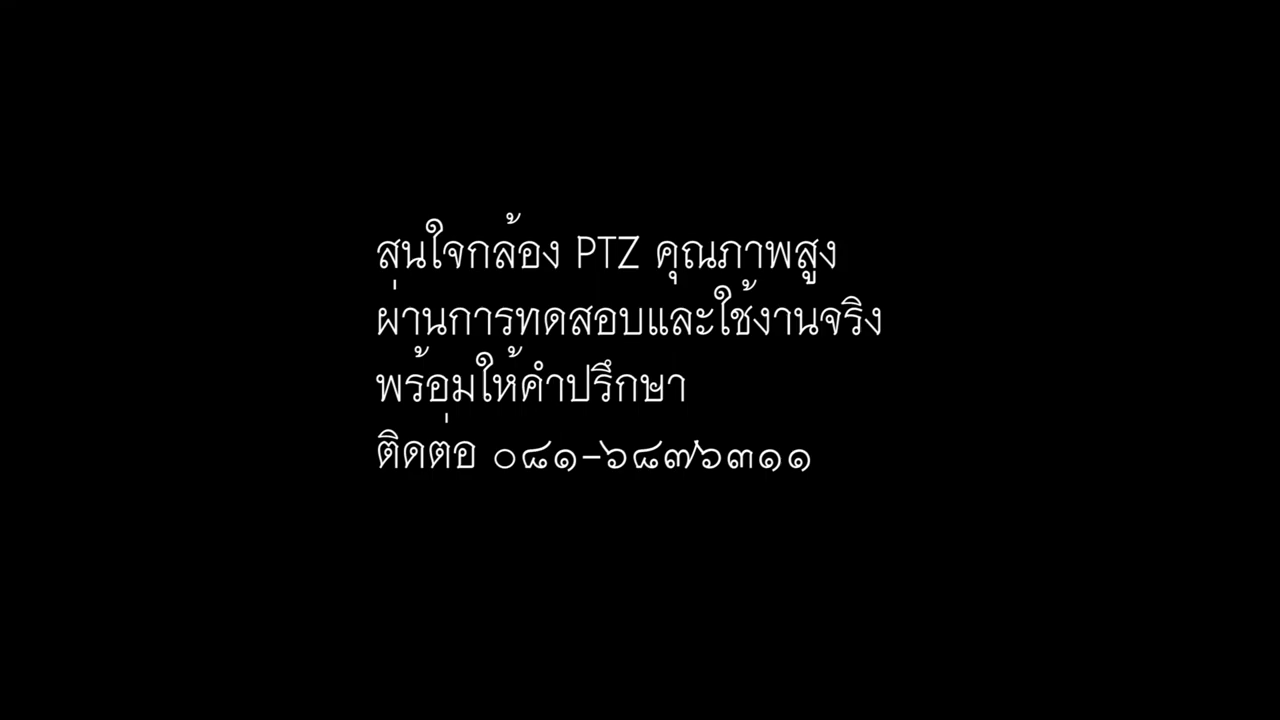 สนใจกล้อง PTZ คุณภาพสูง
ผ่านการทดสอบและใช้งานจริง
พร้อมให้คำปรึกษา
ติดต่อ ๐๘๑-๖๘๗๖๓๑๑